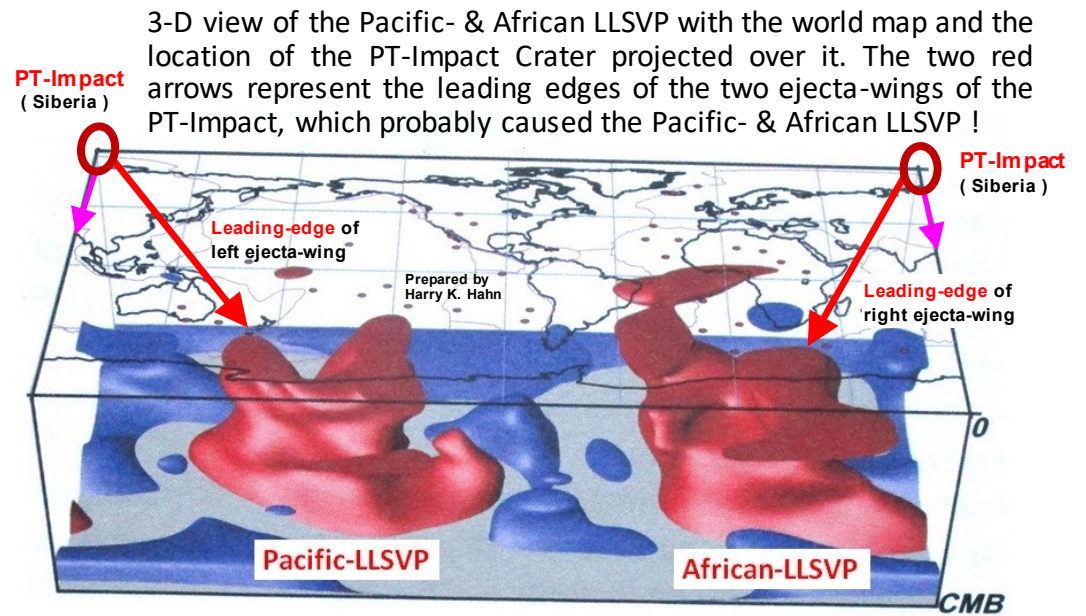 3-D view of the Pacific- & African LLSVP with the world map and the
location of the PT-Impact Crater projected over it. The two red
arrows represent the leading edges of the two ejecta-wings of the
PT-Impact, which probably caused the Pacific- & African LLSVP !
PT-Impact
( Siberia )
PT-Impact
( Siberia )
Leading-edge of
left ejecta-wing
Prepared by
Harry K. Hahn
Leading-edge of
right ejecta-wing
0
Pacific-LLSVP
African-LLSVP
CMB